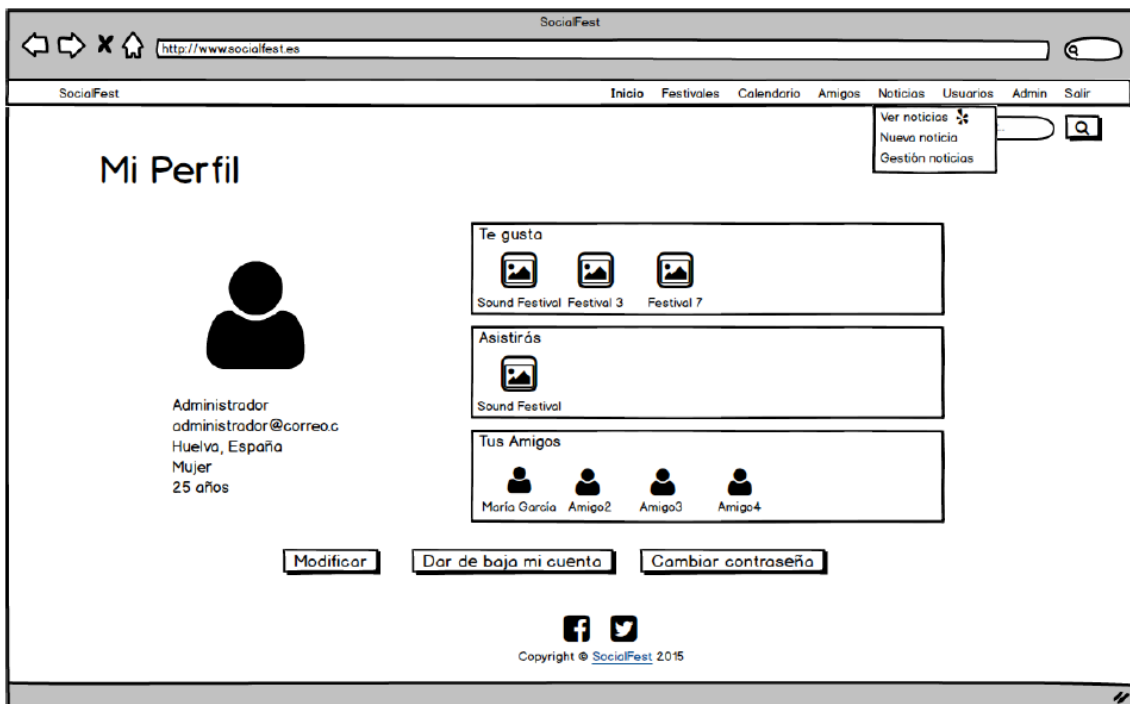 SocialFest
http://www.socialfest.es
SocialFest Inicio Festivales Calendario Amigos Noticias Usuarios Admin Salir
Ver noticias
Nueva noticia
Gestión noticias
Mi Perfil
Te gusta
Sound Festival Festival 3 Festival 7
Asistirás
Sound Festival
Administrador
administrador@correo.c
Huelva, España
Mujer
25 años
Tus Amigos
María García Amigo2 Amigo3 Amigo4
Modificar Dar de baja mi cuenta Cambiar contraseña
Copyright © SocialFest 2015